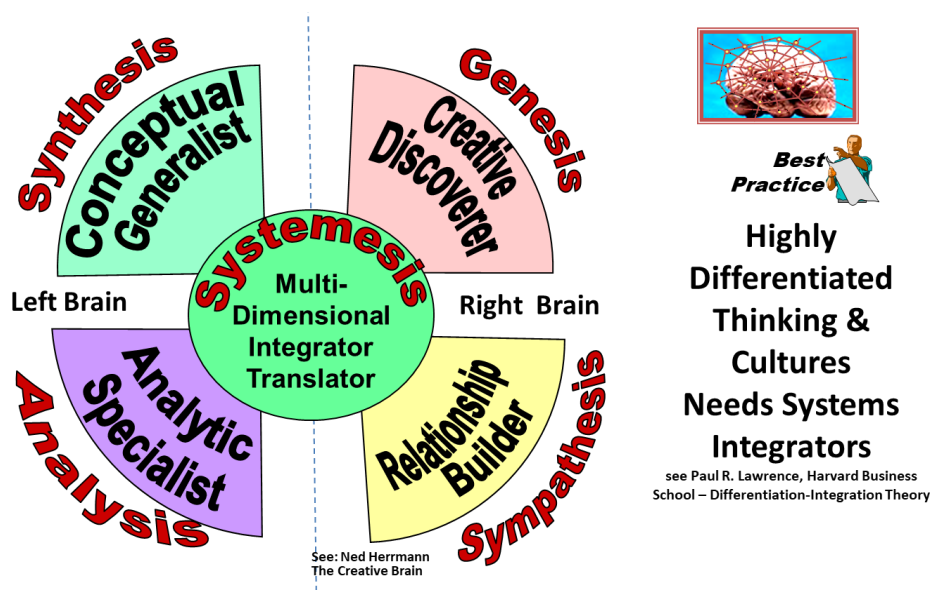 Synthesis
Conceptual
Generalist
Genesis
Creative
Discoverer
Systemesis
Multi-
Dimensional
Integrator
Translator
Left Brain
Right Brain
Analysis
Analytic
Specialist
Relationship
Builder
Sympathesis
See: Ned Herrmann
The Creative Brain
Best
Practice
Highly
Differentiated
Thinking &
Cultures
Needs Systems
Integrators
see Paul R. Lawrence, Harvard Business
School – Differentiation-Integration Theory